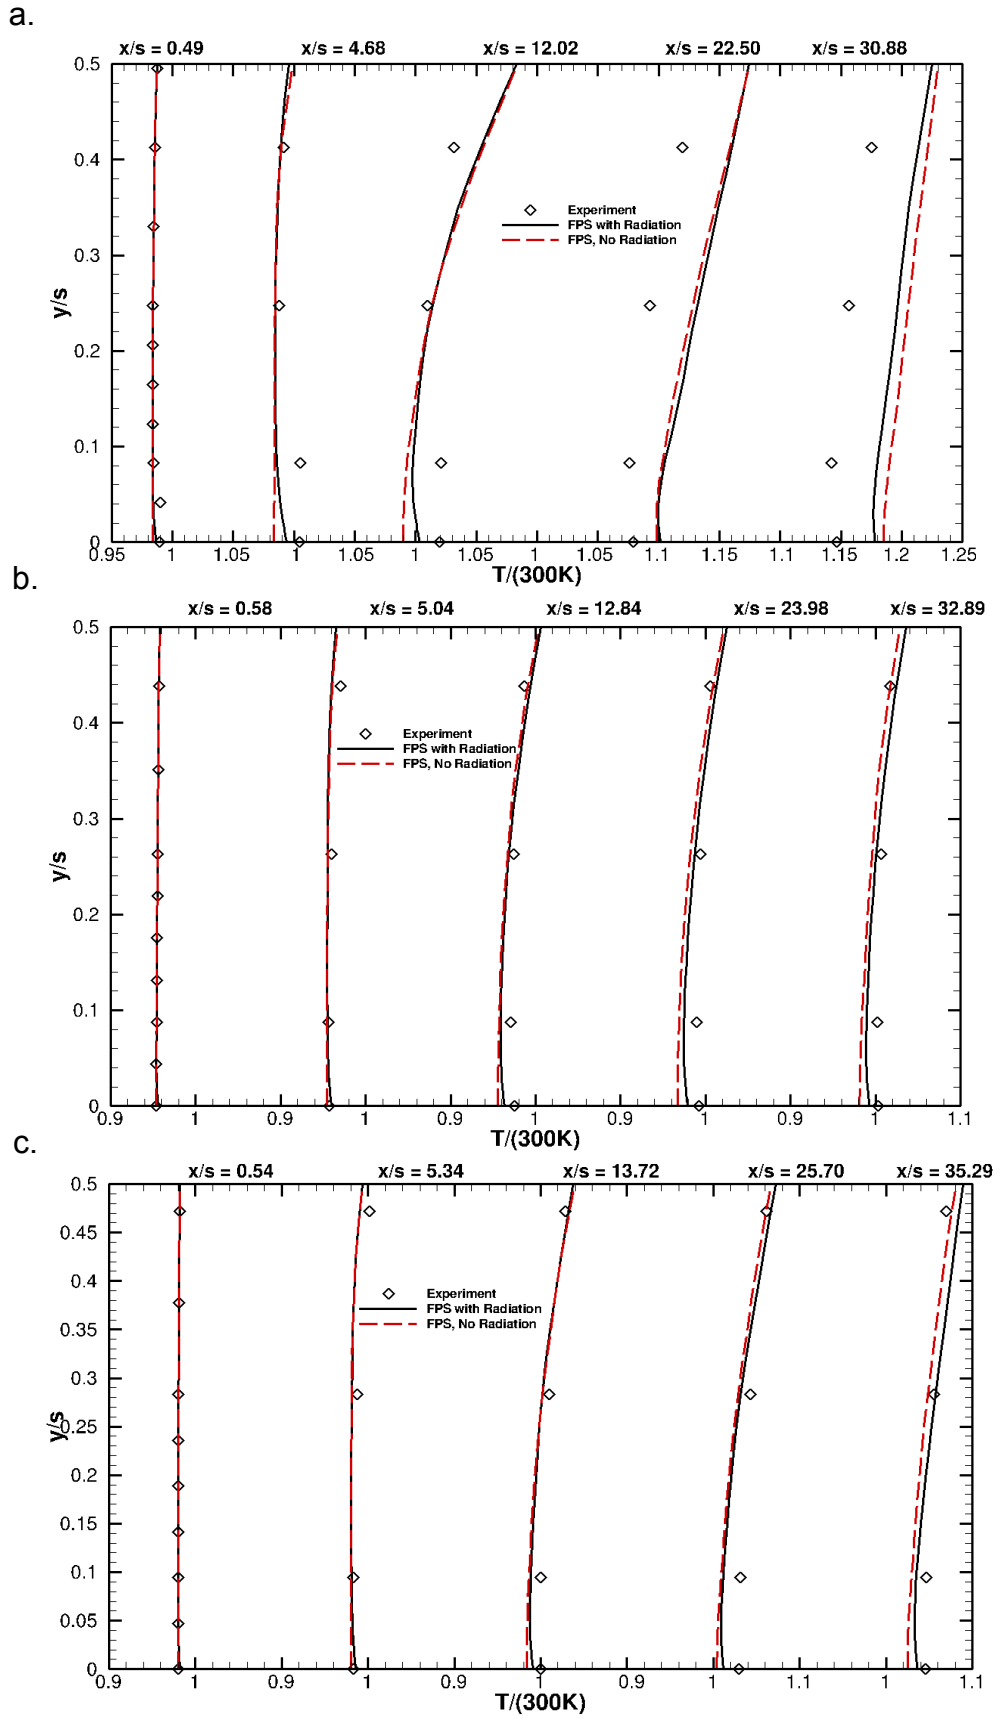 a.
x/s = 0.49 x/s = 4.68 x/s = 12.02 x/s = 22.50 x/s = 30.88
0.5
0.4
0.3
0.2
0.1
0
y/s
Experiment
FPS with Radiation
FPS, No Radiation
0.95 1 1.05 1 1.05 1 1.05 1 1.05 1.1 1.15 1.1 1.15 1.2 1.25
T/(300K)
b.
x/s = 0.58 x/s = 5.04 x/s = 12.84 x/s = 23.98 x/s = 32.89
0.5
0.4
0.3
0.2
0.1
0
y/s
Experiment
FPS with Radiation
FPS, No Radiation
0.9 1 0.9 1 0.9 1 0.9 1 0.9 1 1.1
T/(300K)
c.
x/s = 0.54 x/s = 5.34 x/s = 13.72 x/s = 25.70 x/s = 35.29
0.5
0.45
0.4
0.35
0.3
0.25
0.2
0.15
0.1
0.05
0
y/s
Experiment
FPS with Radiation
FPS, No Radiation
0.9 1 0.9 1 0.9 1 0.9 1 1.1 1 1.1
T/(300K)